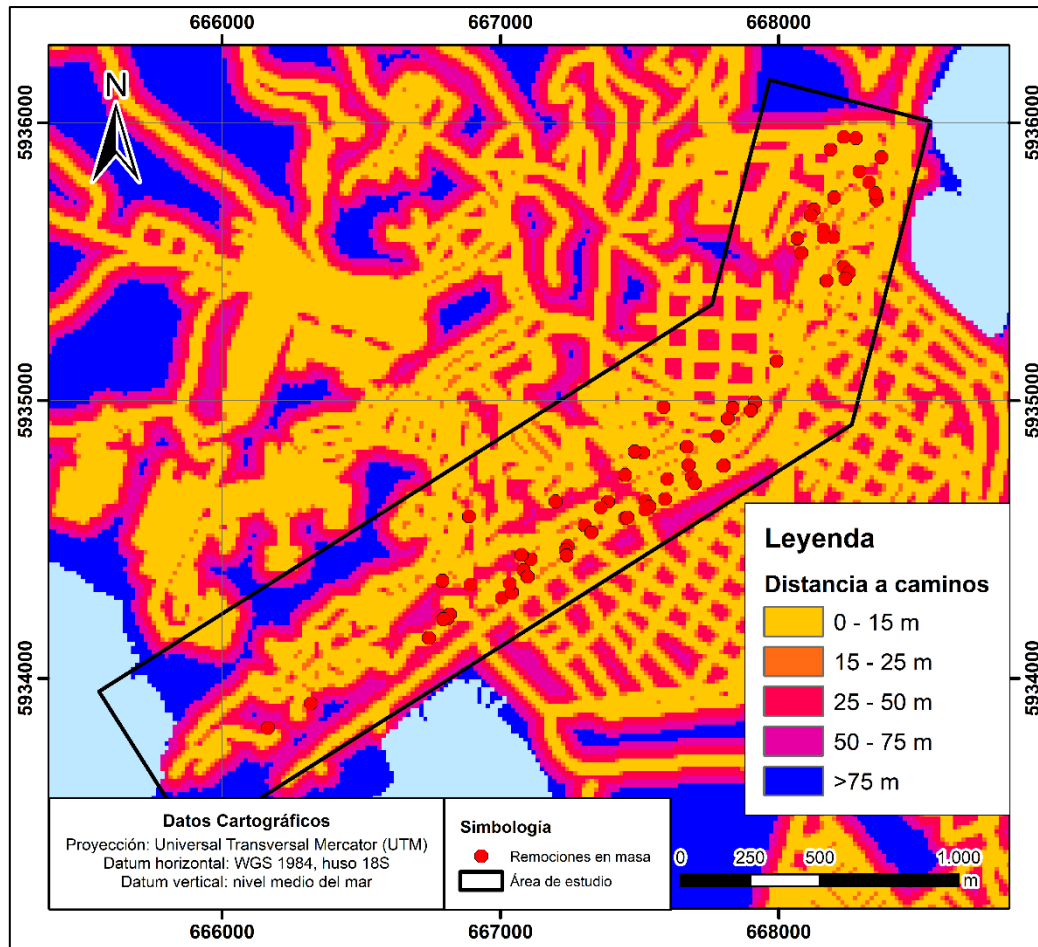 666000 667000 668000
N
5936000 5936000
5935000 5935000
5934000 5934000
Leyenda
Distancia a caminos
0 - 15 m
15 - 25 m
25 - 50 m
50 - 75 m
>75 m
Datos Cartográficos
Proyección: Universal Transversal Mercator (UTM)
Datum horizontal: WGS 1984, huso 18S
Datum vertical: nivel medio del mar
Simbología
Remociones en masa
Área de estudio
0 250 500 1.000
m
666000 667000 668000